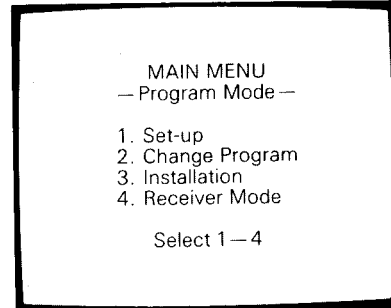 MAIN MENU
— Program Mode —
1. Set-up
2. Change Program
3. Installation
4. Receiver Mode
Select 1 — 4